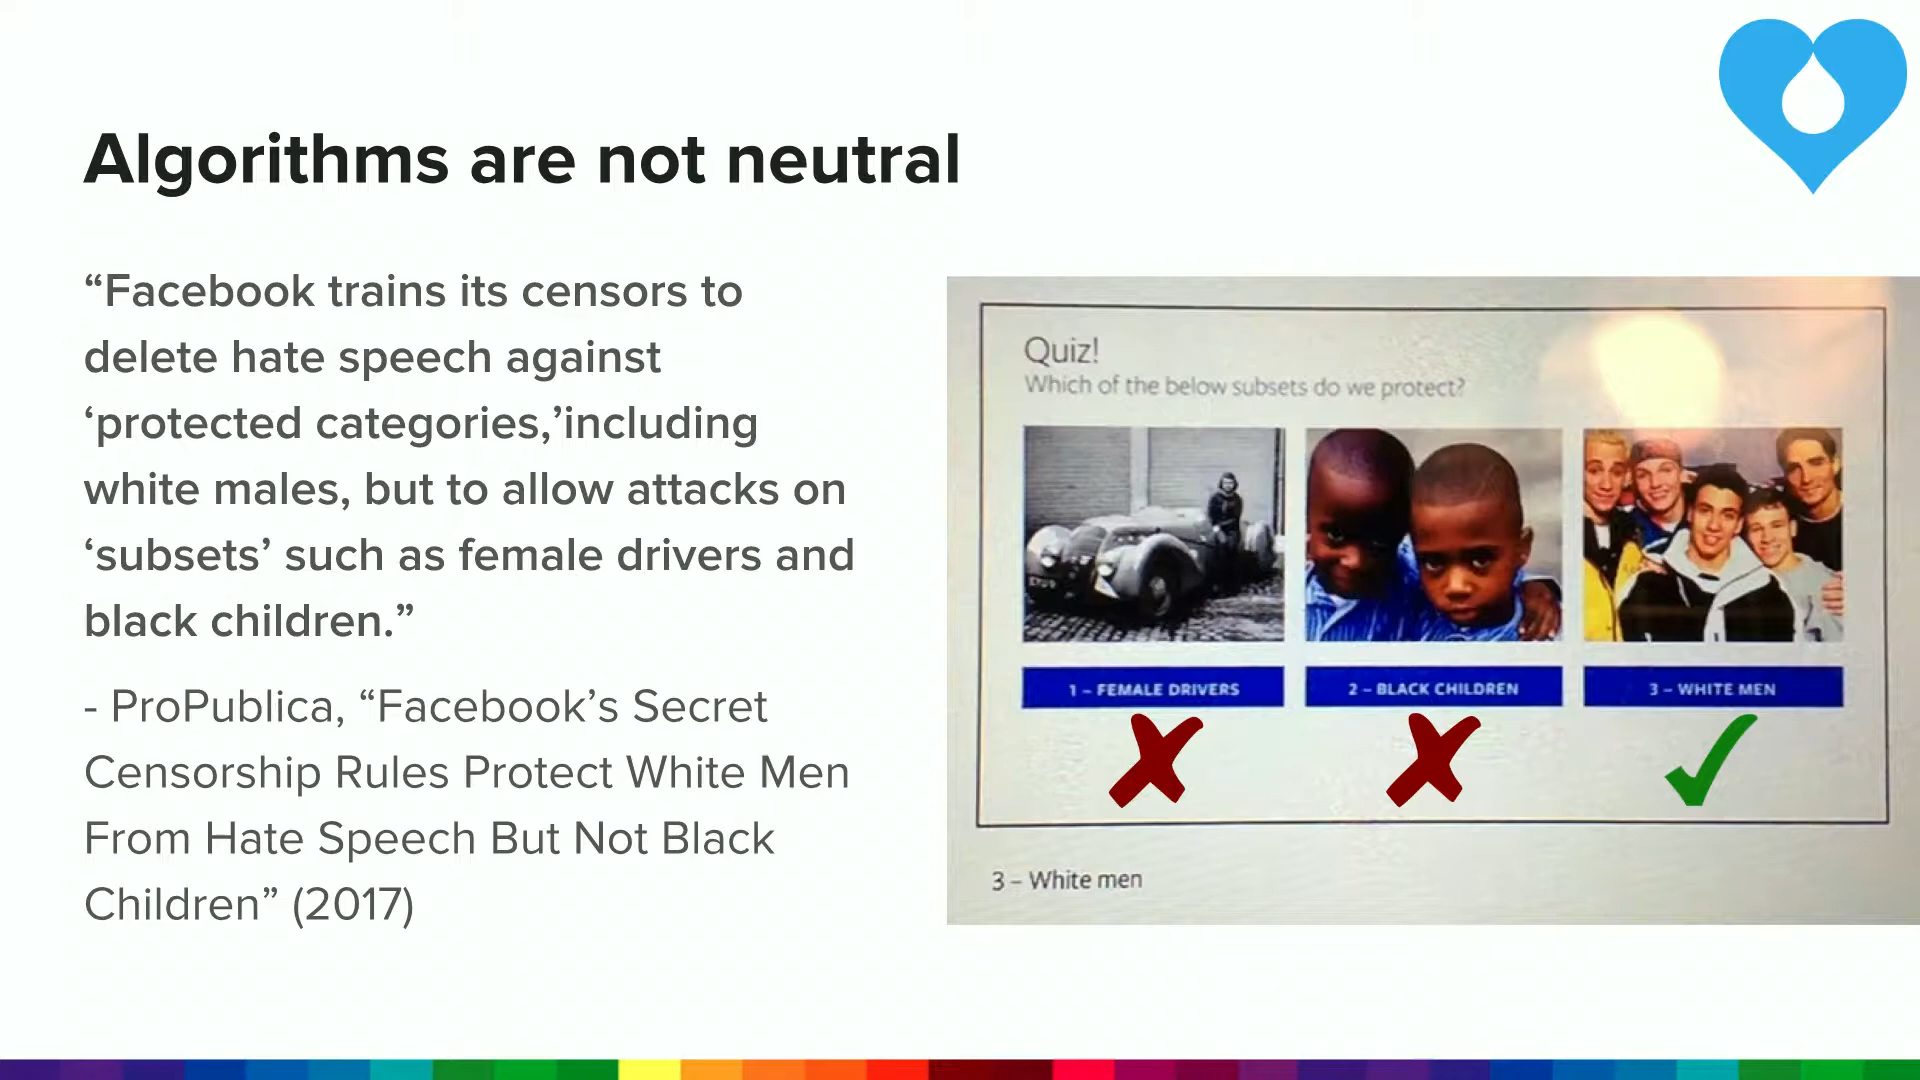 Algorithms are not neutral
“Facebook trains its censors to
delete hate speech against
‘protected categories,’including
white males, but to allow attacks on
‘subsets’ such as female drivers and
black children.”
- ProPublica, “Facebook’s Secret
Censorship Rules Protect White Men
From Hate Speech But Not Black
Children” (2017)
Quiz!
Which of the below subsets do we protect?
1 – FEMALE DRIVERS
2 – BLACK CHILDREN
3 – WHITE MEN
3 – White men